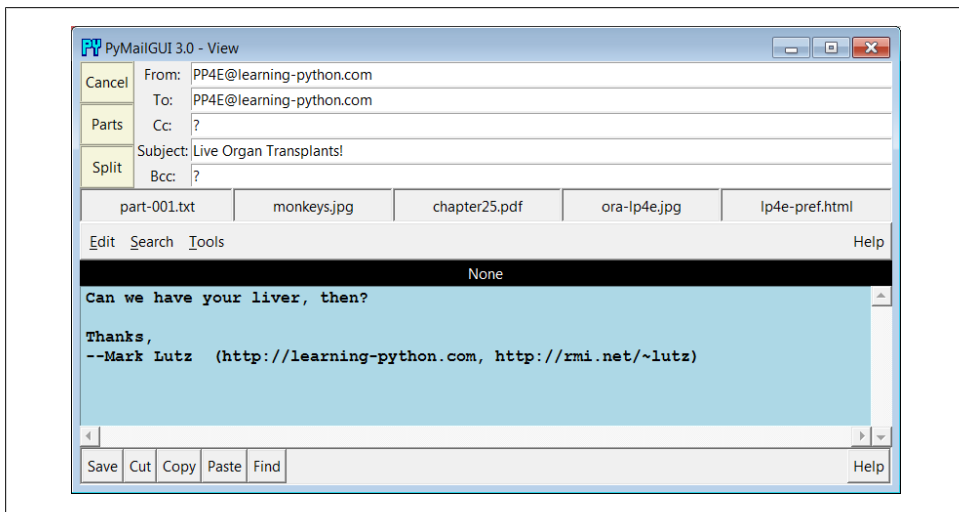 PY PyMailGUI 3.0 - View
Cancel From: PP4E@learning-python.com
To: PP4E@learning-python.com
Parts Cc: ?
Subject: Live Organ Transplants!
Split Bcc: ?
part-001.txt monkeys.jpg chapter25.pdf ora-lp4e.jpg lp4e-pref.html
Edit Search Tools Help
None
Can we have your liver, then?
Thanks,
--Mark Lutz (http://learning-python.com, http://rmi.net/~lutz)
Save Cut Copy Paste Find Help